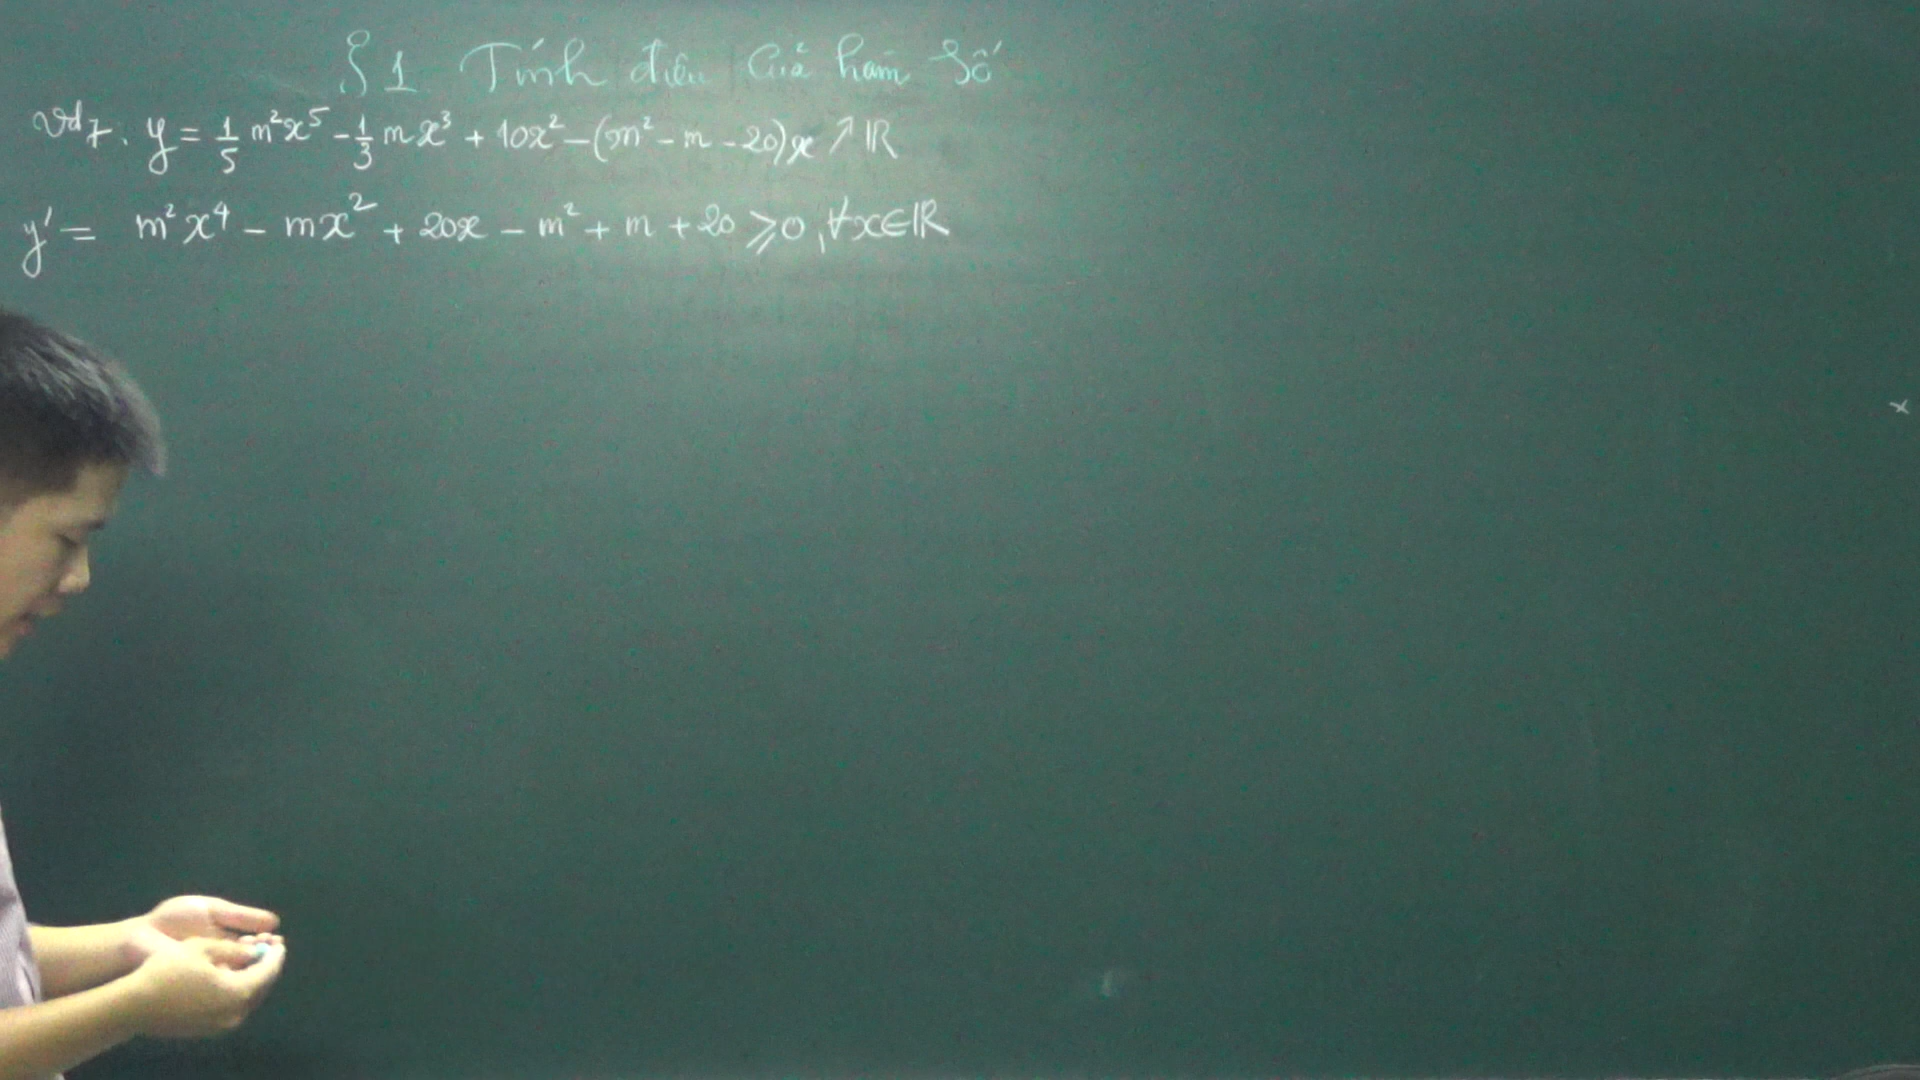 §1. Tính điệu của hàm số
Vd7. y = 1/5 m²x⁵ - 1/3 mx³ + 10x² - (m² - m - 20)x ↗ ℝ
y' = m²x⁴ - mx² + 20x - m² + m + 20 ⩾ 0, ∀x∈ℝ